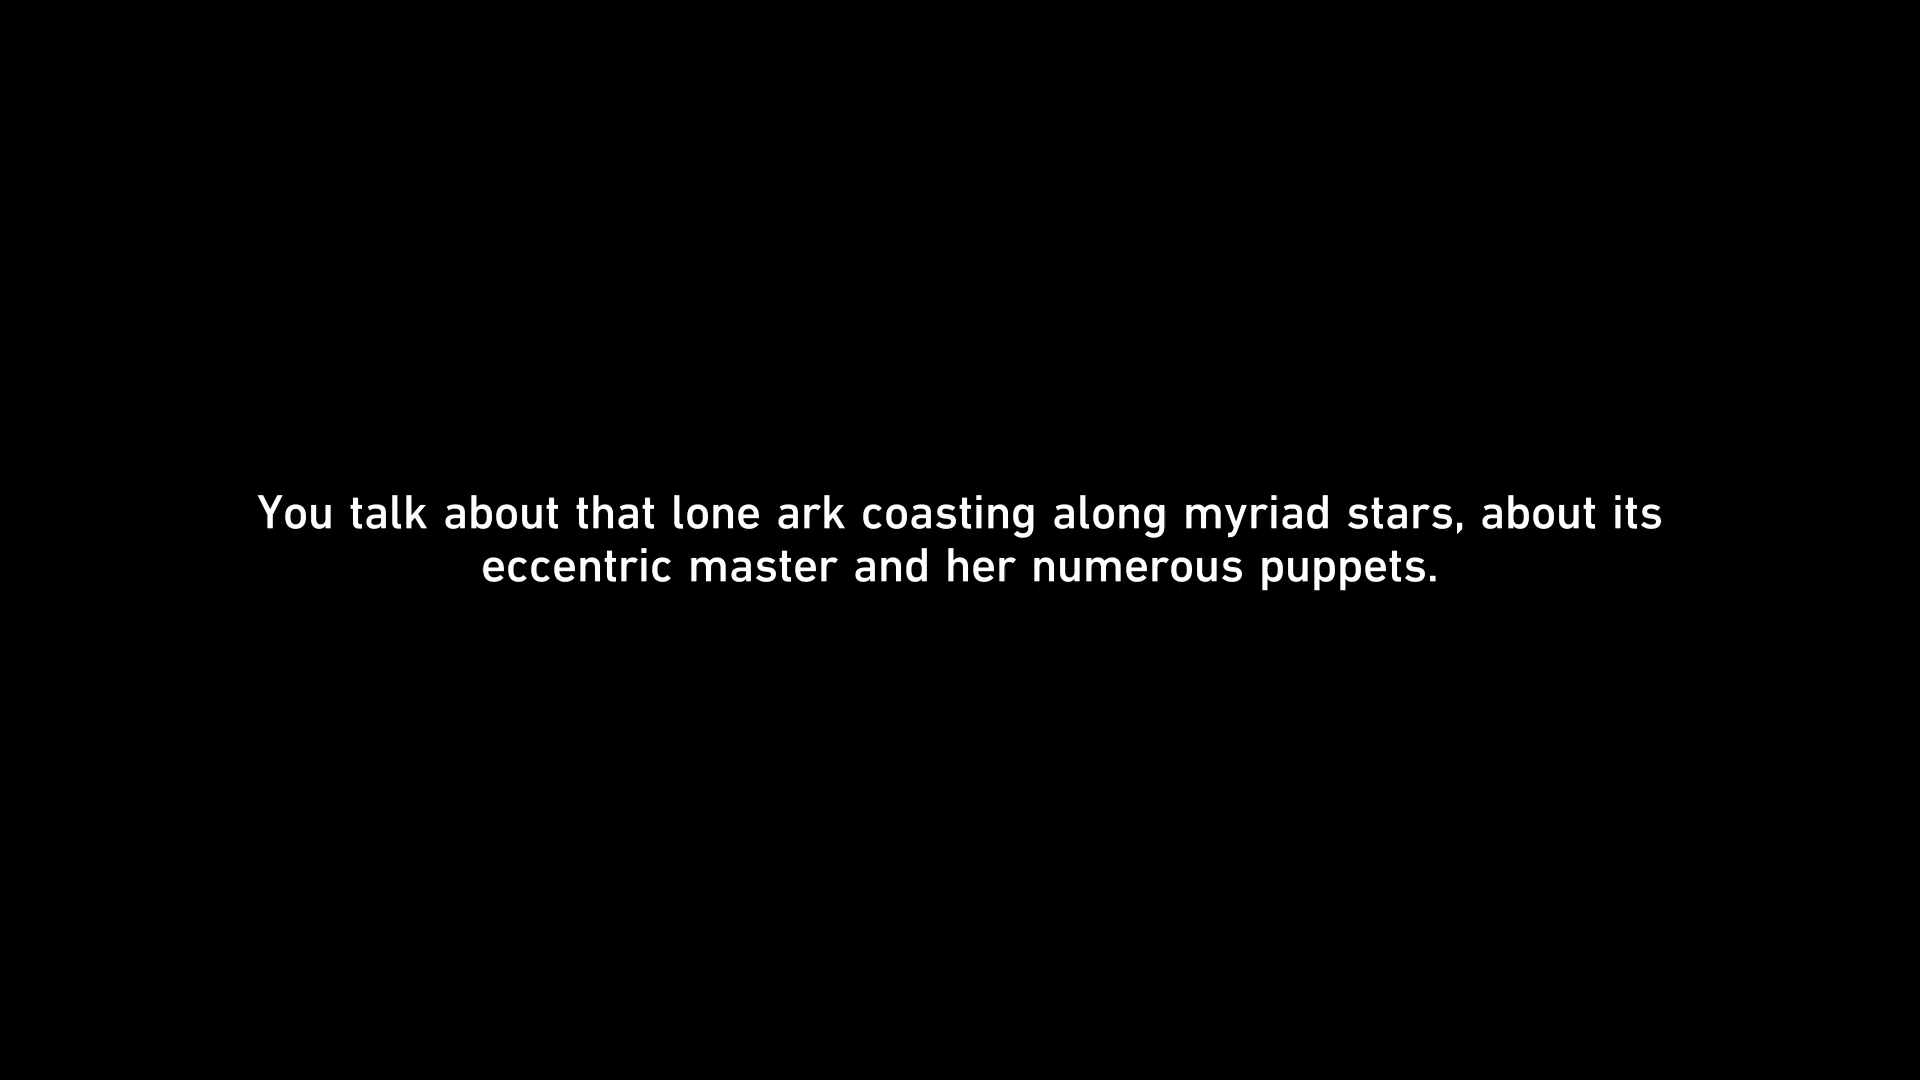 You talk about that lone ark coasting along myriad stars, about its
eccentric master and her numerous puppets.